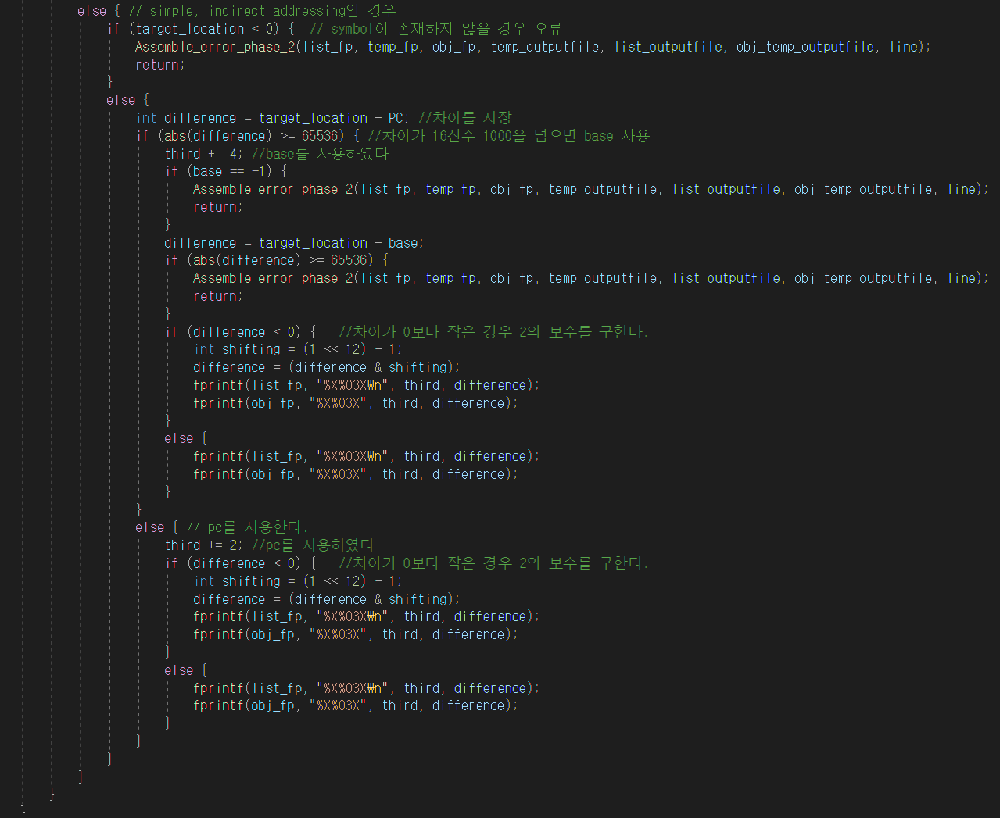 else { // simple, indirect addressing인 경우
if (target_location < 0) {  // symbol이 존재하지 않을 경우 오류
Assemble_error_phase_2(list_fp, temp_fp, obj_fp, temp_outputfile, list_outputfile, obj_temp_outputfile, line);
return;
}
else {
int difference = target_location - PC; //차이를 저장
if (abs(difference) >= 65536) { //차이가 16진수 1000을 넘으면 base 사용
third += 4; //base를 사용하였다.
if (base == -1) {
Assemble_error_phase_2(list_fp, temp_fp, obj_fp, temp_outputfile, list_outputfile, obj_temp_outputfile, line);
return;
}
difference = target_location - base;
if (abs(difference) >= 65536) {
Assemble_error_phase_2(list_fp, temp_fp, obj_fp, temp_outputfile, list_outputfile, obj_temp_outputfile, line);
return;
}
if (difference < 0) {   //차이가 0보다 작은 경우 2의 보수를 구한다.
int shifting = (1 << 12) - 1;
difference = (difference & shifting);
fprintf(list_fp, "%X%03X₩n", third, difference);
fprintf(obj_fp, "%X%03X", third, difference);
}
else {
fprintf(list_fp, "%X%03X₩n", third, difference);
fprintf(obj_fp, "%X%03X", third, difference);
}
}
else { // pc를 사용한다.
third += 2; //pc를 사용하였다
if (difference < 0) {   //차이가 0보다 작은 경우 2의 보수를 구한다.
int shifting = (1 << 12) - 1;
difference = (difference & shifting);
fprintf(list_fp, "%X%03X₩n", third, difference);
fprintf(obj_fp, "%X%03X", third, difference);
}
else {
fprintf(list_fp, "%X%03X₩n", third, difference);
fprintf(obj_fp, "%X%03X", third, difference);
}
}
}
}
}
}